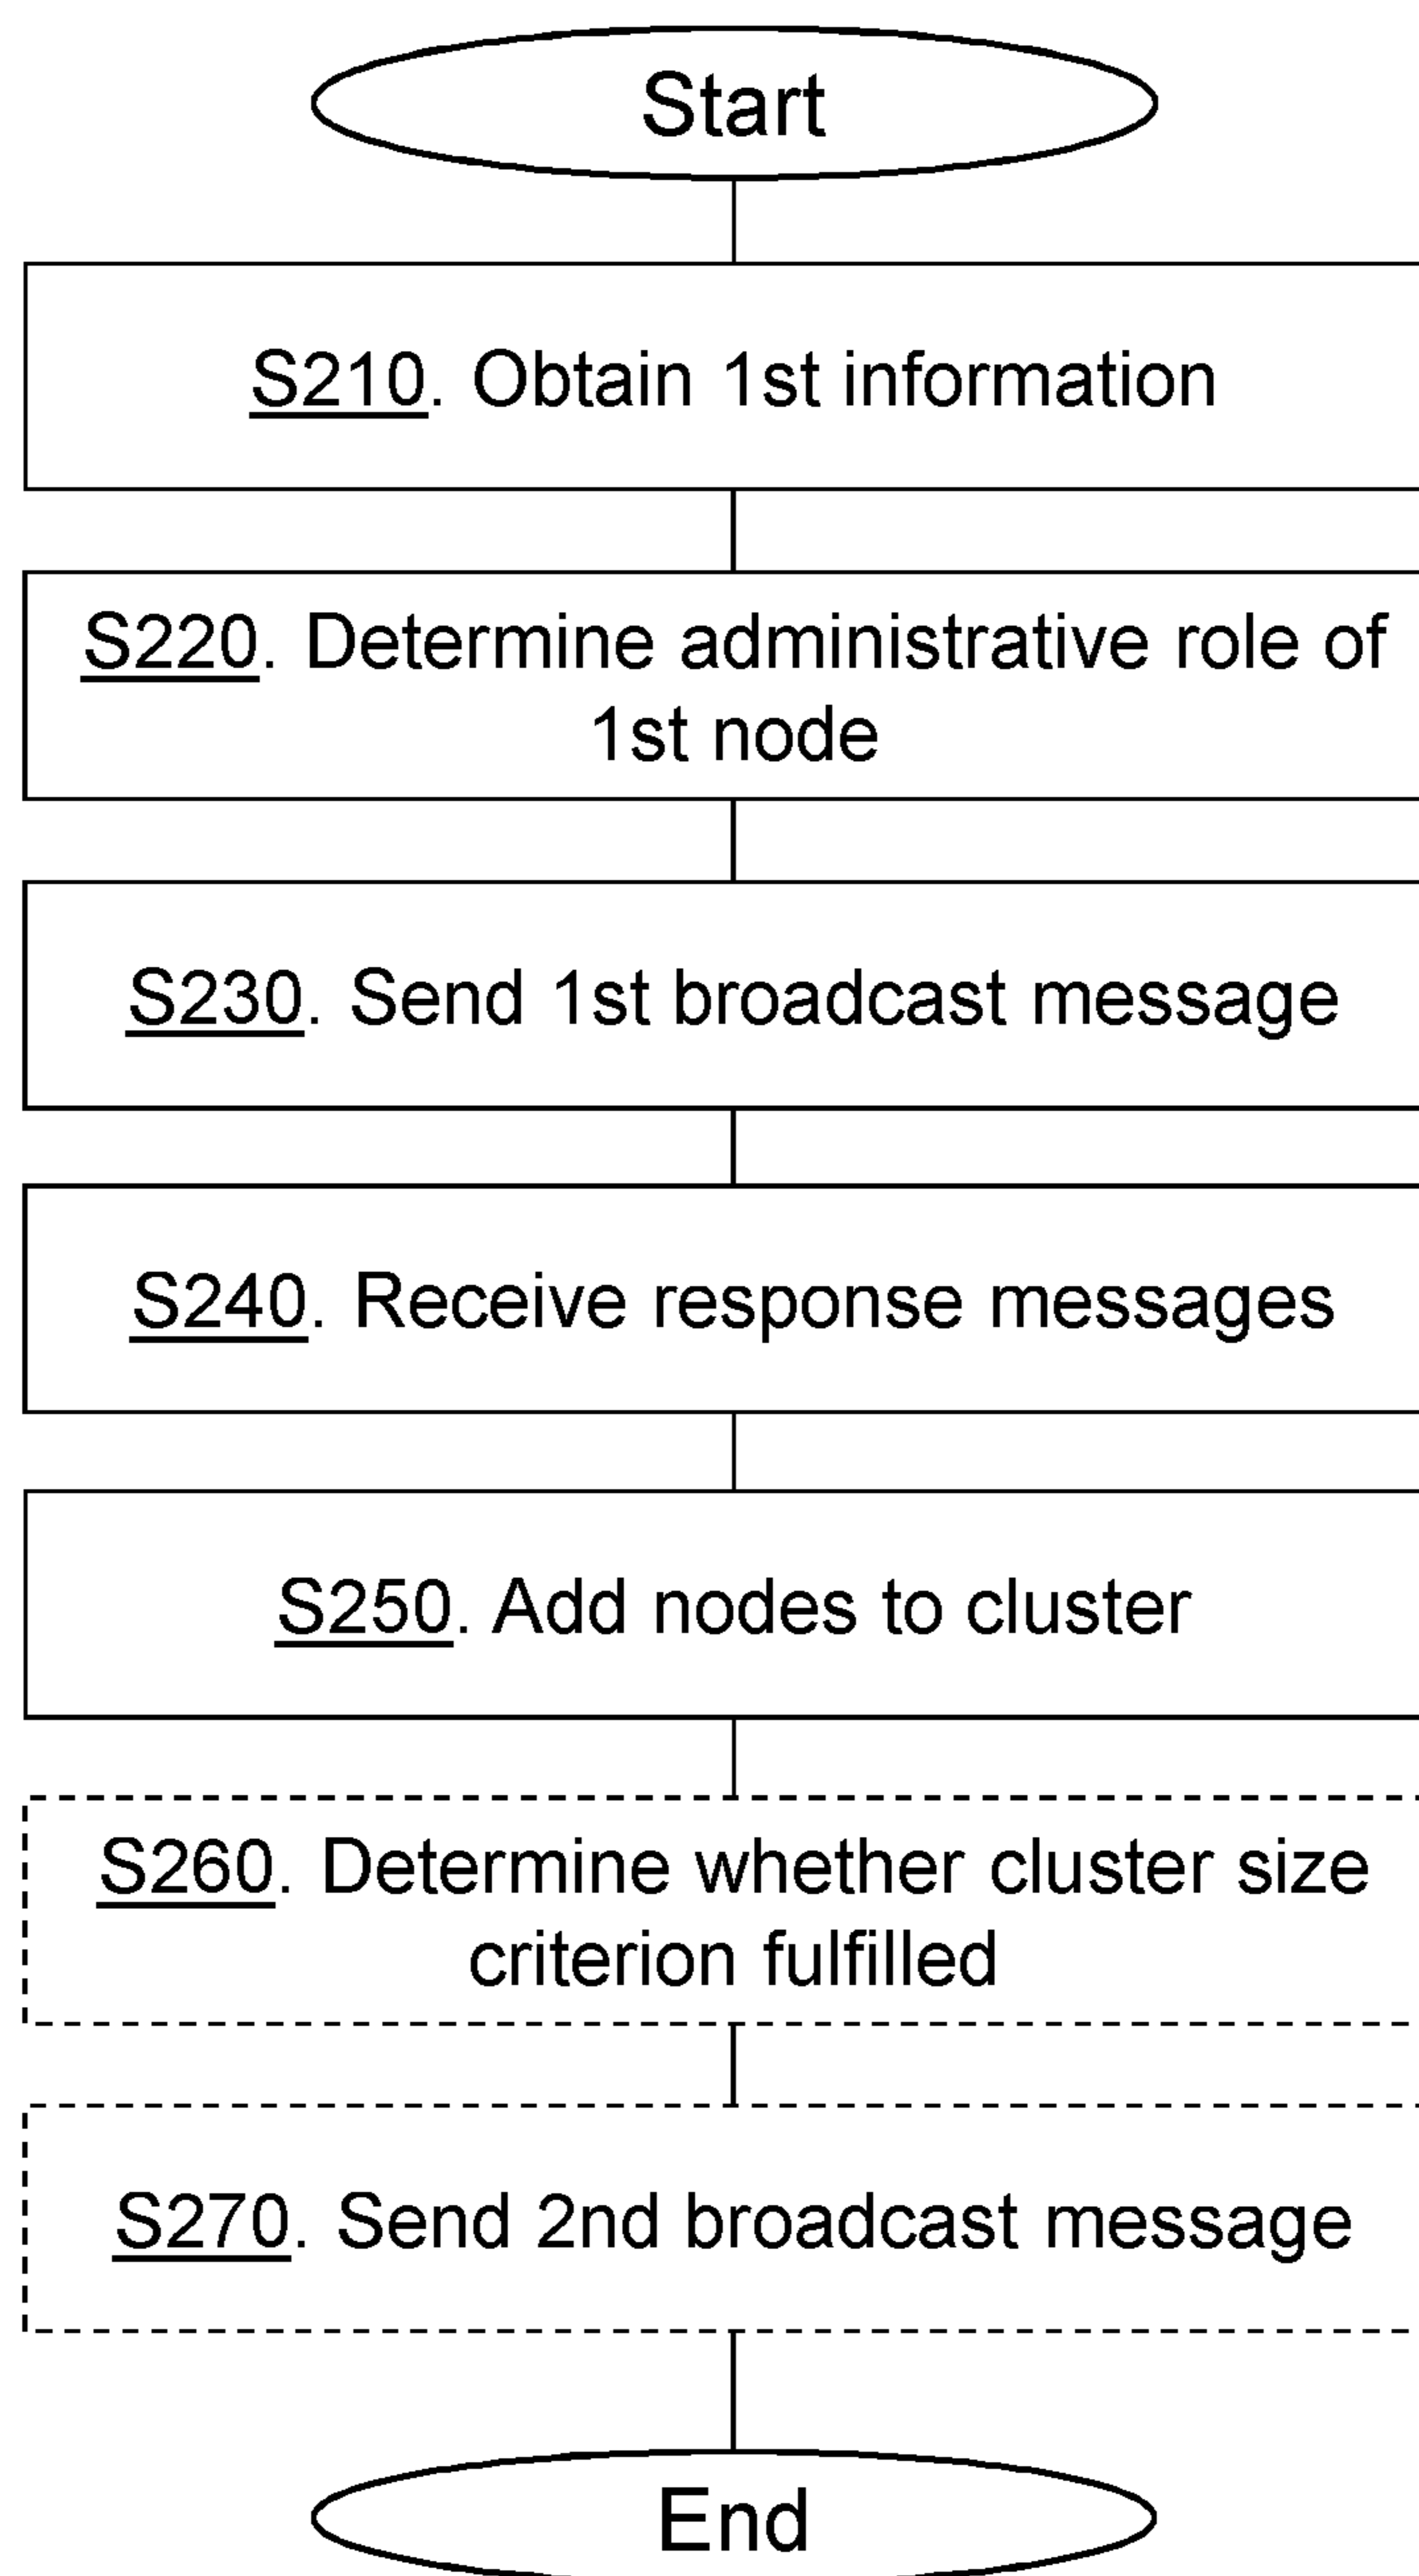 Start
S210. Obtain 1st information
S220. Determine administrative role of
1st node
S230. Send 1st broadcast message
S240. Receive response messages
S250. Add nodes to cluster
S260. Determine whether cluster size
criterion fulfilled
S270. Send 2nd broadcast message
End